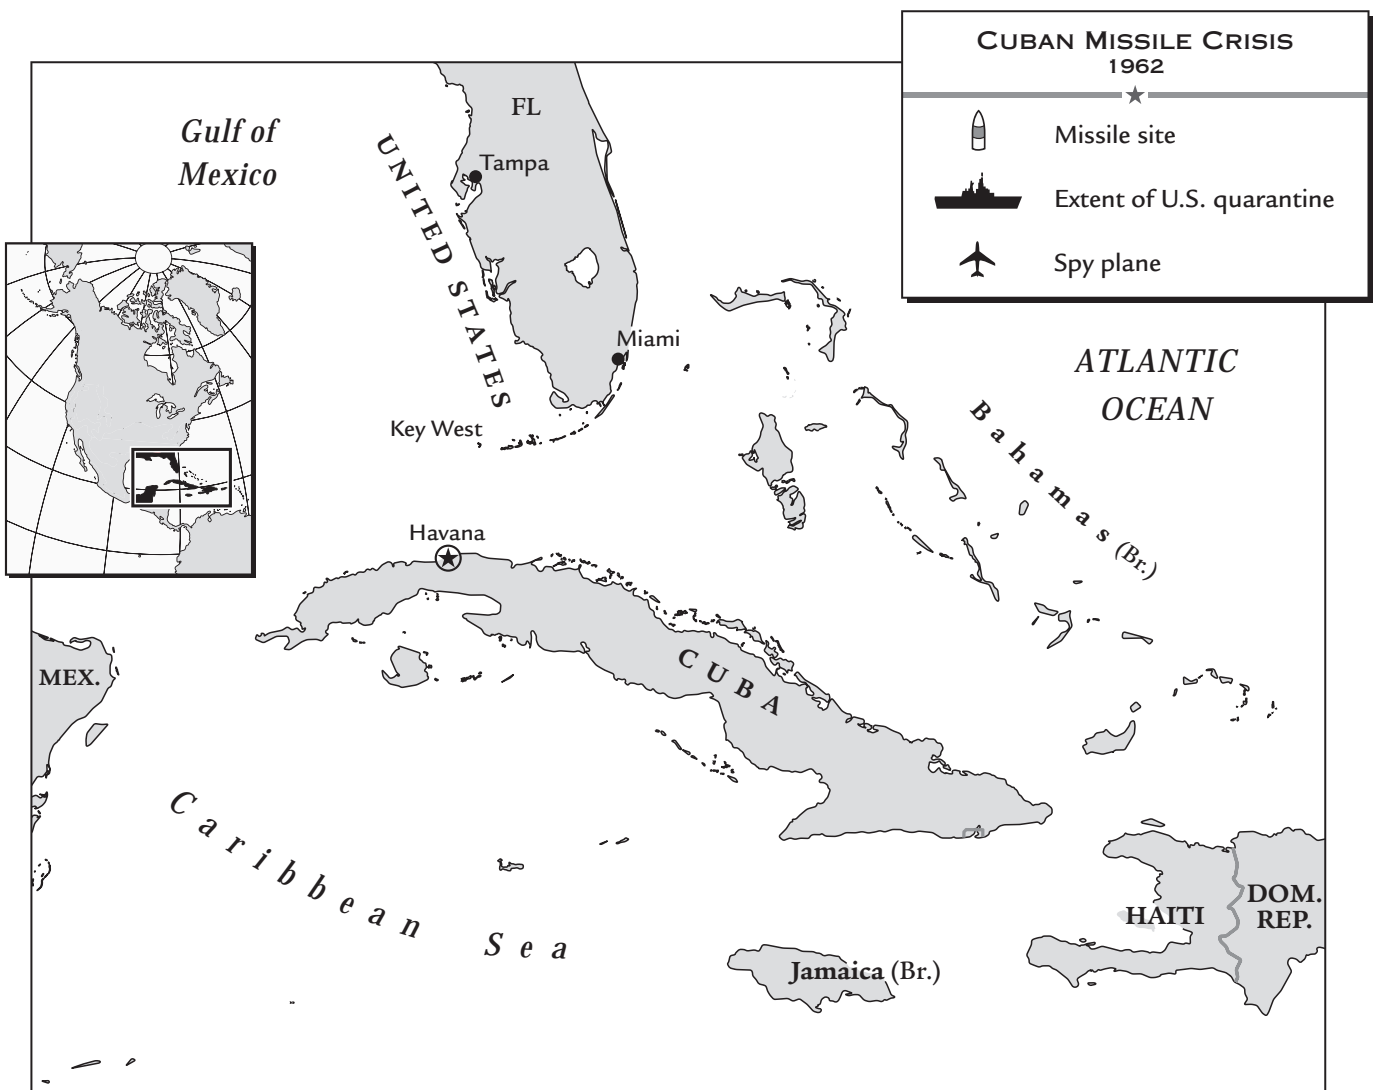 CUBAN MISSILE CRISIS
1962
Missile site
Extent of U.S. quarantine
Spy plane
Gulf of
Mexico
FL
UNITED STATES
Tampa
Miami
Key West
ATLANTIC
OCEAN
Bahamas (Br.)
Havana
CUBA
MEX.
Caribbean Sea
HAITI
DOM.
REP.
Jamaica (Br.)